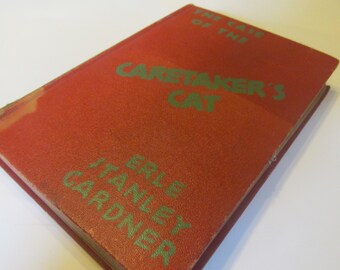 THE CASE
OF THE
CARETAKER'S
CAT
ERLE
STANLEY
GARDNER